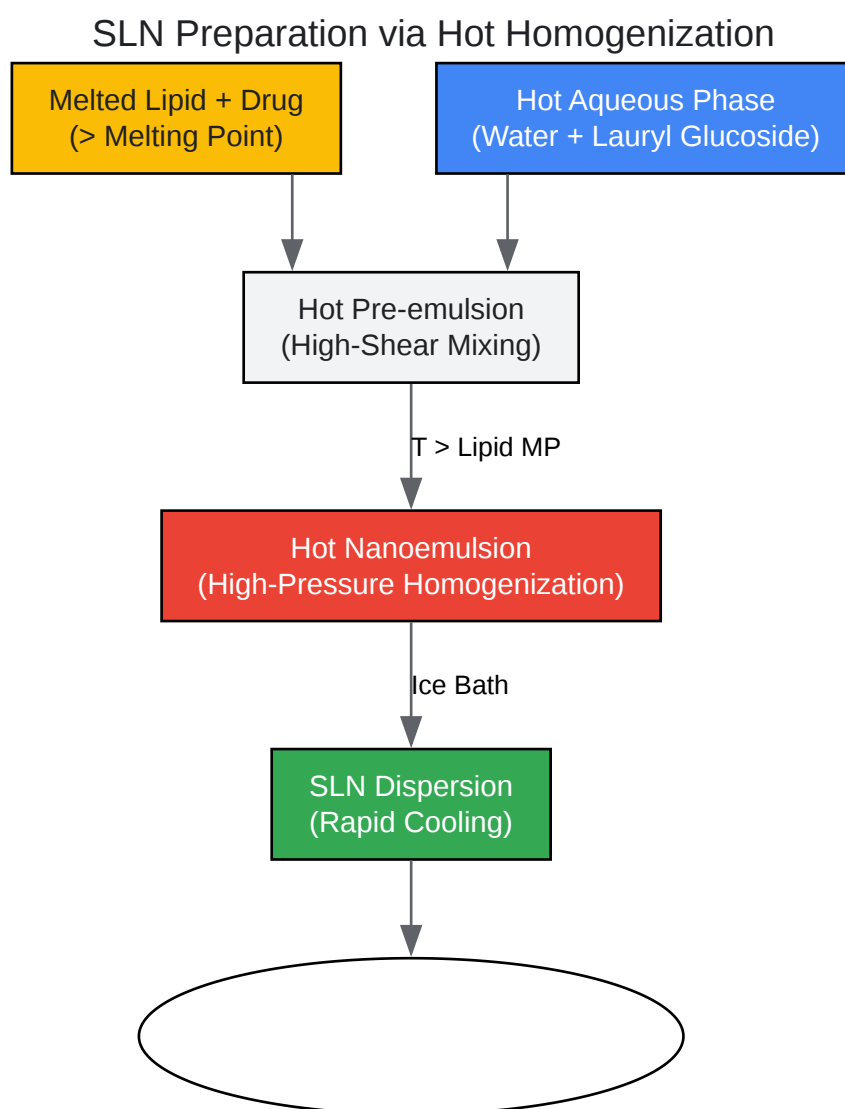 SLN Preparation via Hot Homogenization
Melted Lipid + Drug
(> Melting Point)
Hot Aqueous Phase
(Water + Lauryl Glucoside)
Hot Pre-emulsion
(High-Shear Mixing)
T > Lipid MP
Hot Nanoemulsion
(High-Pressure Homogenization)
Ice Bath
SLN Dispersion
(Rapid Cooling)